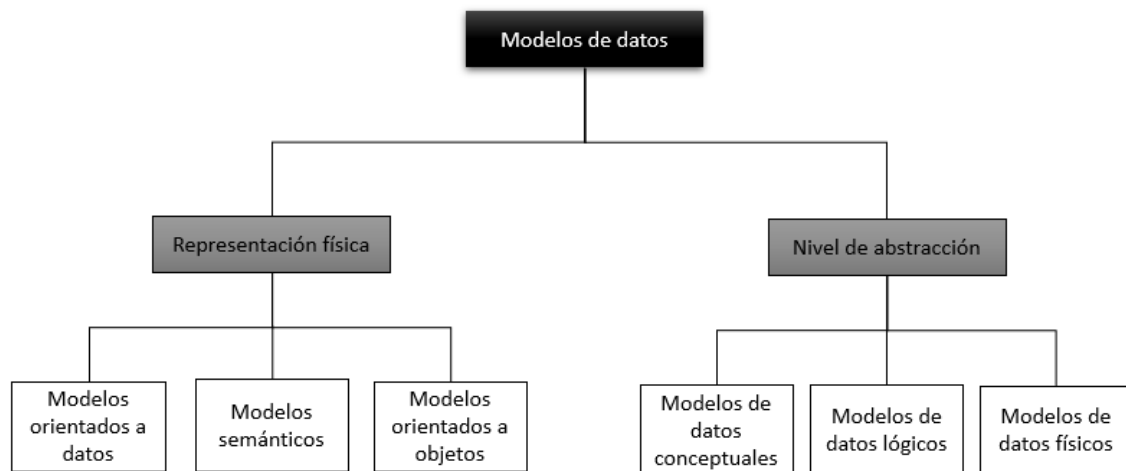 Modelos de datos
Representación física
Nivel de abstracción
Modelos
orientados a
datos
Modelos
semánticos
Modelos
orientados a
objetos
Modelos de
datos
conceptuales
Modelos de
datos lógicos
Modelos de
datos físicos